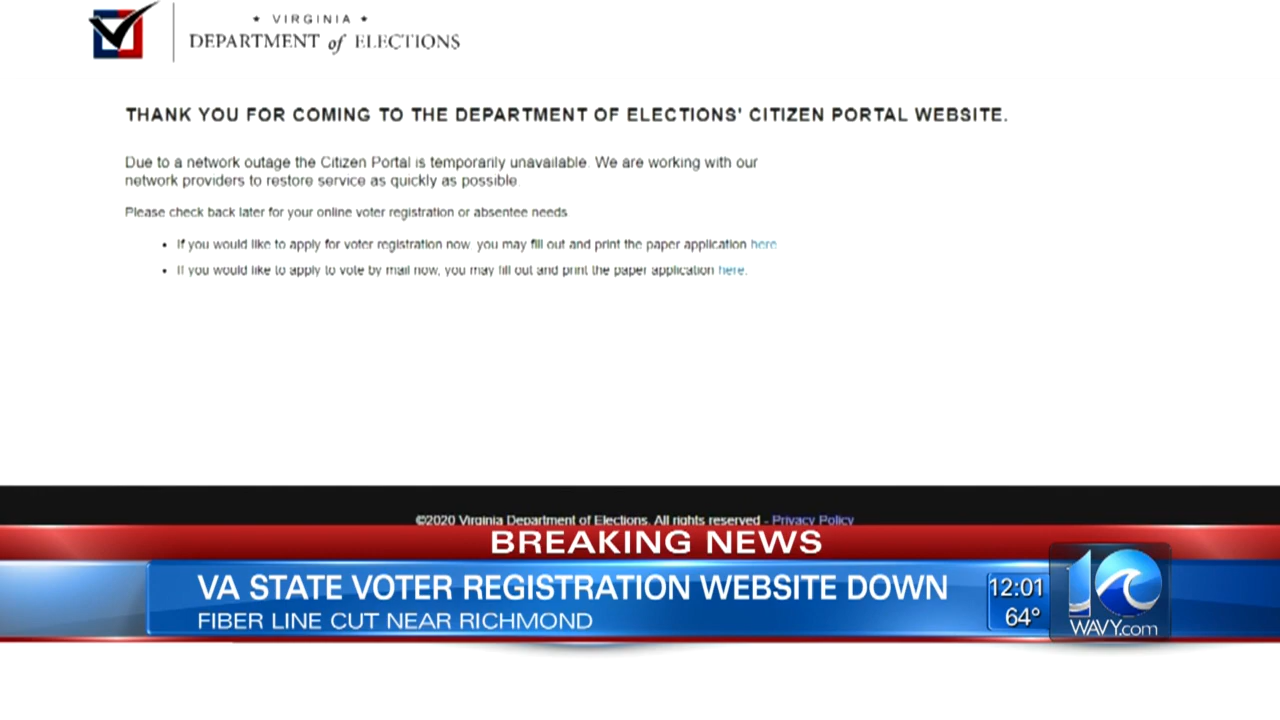 ★ VIRGINIA ★
DEPARTMENT of ELECTIONS
THANK YOU FOR COMING TO THE DEPARTMENT OF ELECTIONS' CITIZEN PORTAL WEBSITE.
Due to a network outage the Citizen Portal is temporarily unavailable. We are working with our
network providers to restore service as quickly as possible.
Please check back later for your online voter registration or absentee needs
• If you would like to apply for voter registration now, you may fill out and print the paper application here
• If you would like to apply to vote by mail now, you may fill out and print the paper application here.
©2020 Virginia Department of Elections. All rights reserved - Privacy Policy
BREAKING NEWS
VA STATE VOTER REGISTRATION WEBSITE DOWN
FIBER LINE CUT NEAR RICHMOND
12:01
64°
10
WAVY.com